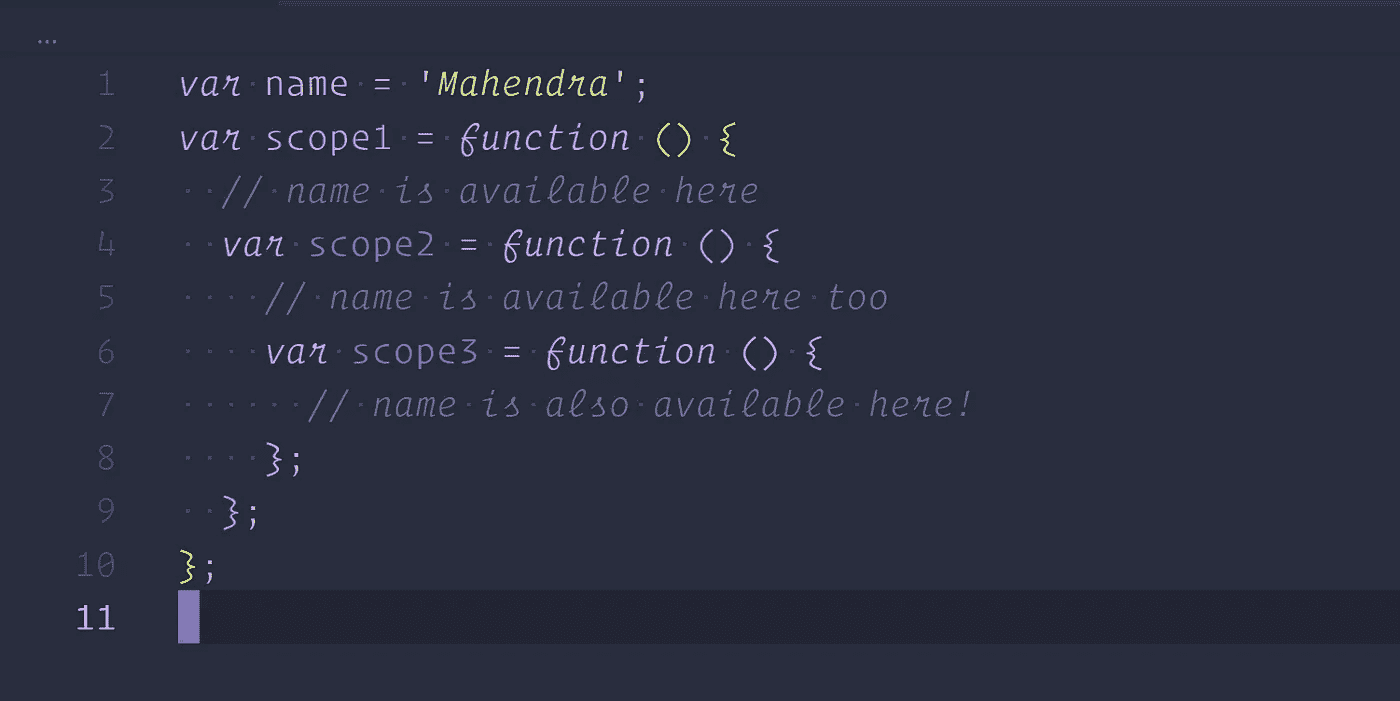 ...
1 var name = 'Mahendra';
2 var scope1 = function () {
3   // name is available here
4   var scope2 = function () {
5     // name is available here too
6     var scope3 = function () {
7       // name is also available here!
8     };
9   };
10 };
11